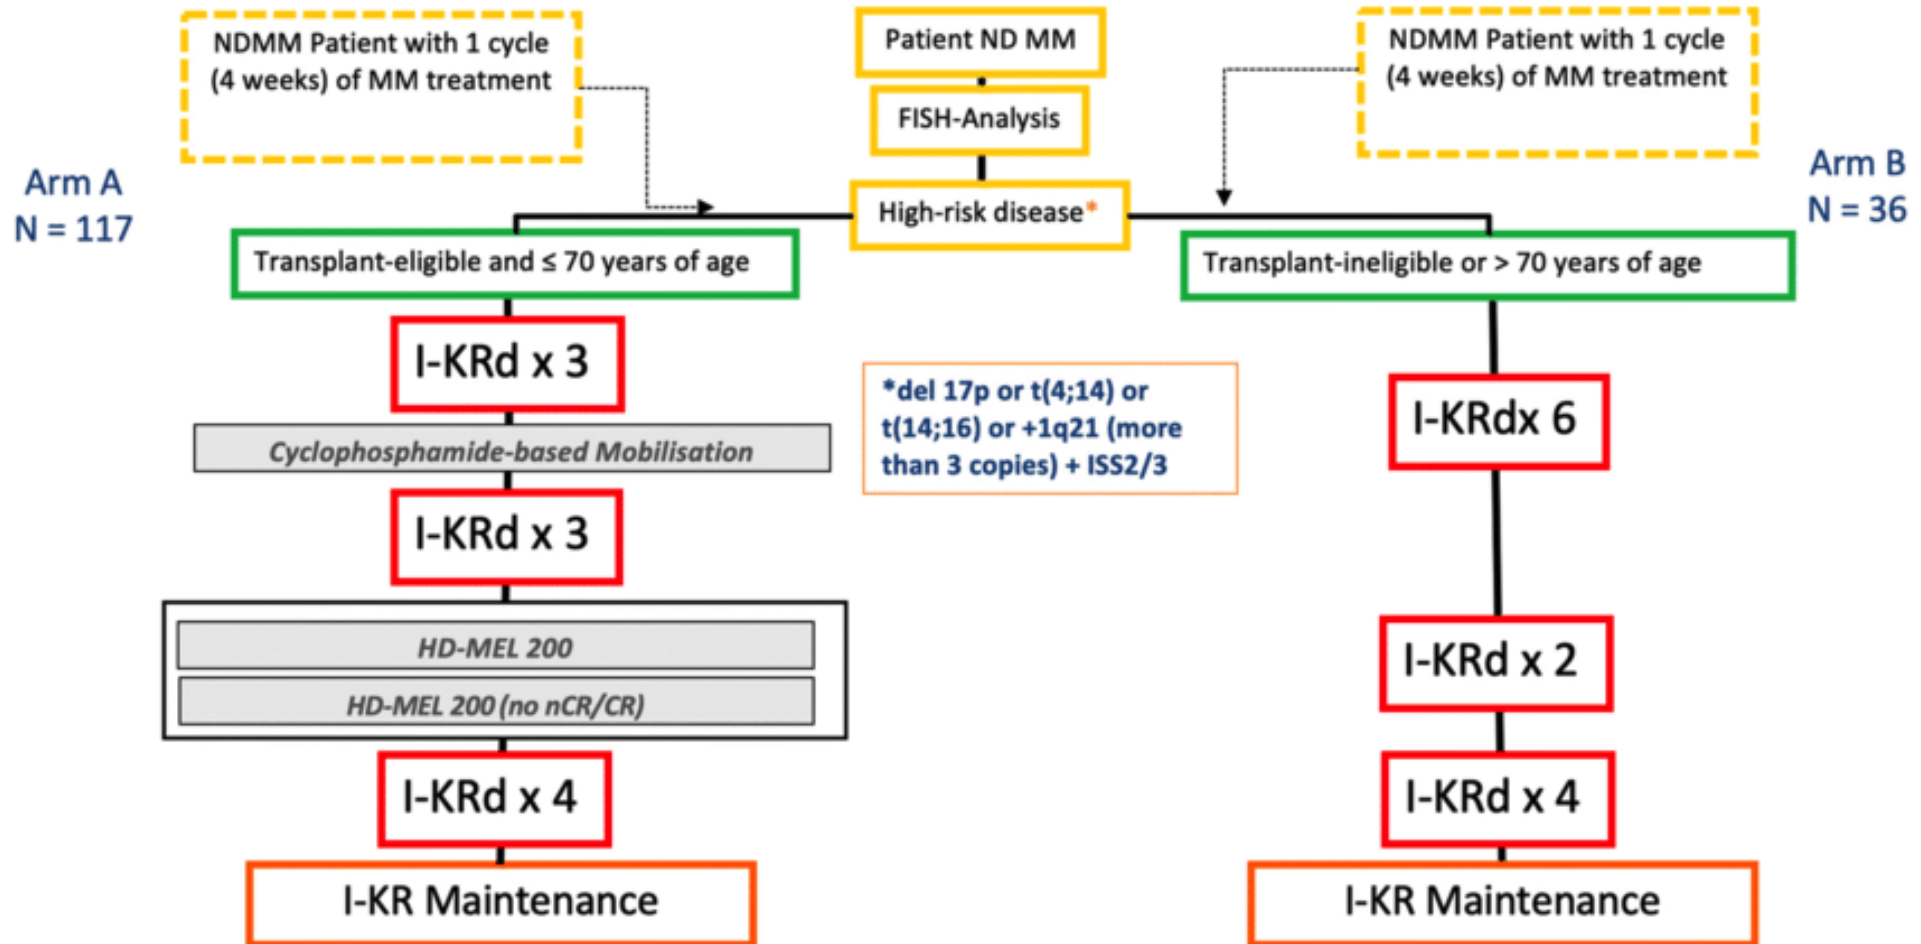 NDMM Patient with 1 cycle
(4 weeks) of MM treatment
Patient ND MM
FISH-Analysis
High-risk disease*
NDMM Patient with 1 cycle
(4 weeks) of MM treatment
Arm A
N = 117
Arm B
N = 36
Transplant-eligible and ≤ 70 years of age
I-KRd x 3
Cyclophosphamide-based Mobilisation
I-KRd x 3
HD-MEL 200
HD-MEL 200 (no nCR/CR)
I-KRd x 4
I-KR Maintenance
*del 17p or t(4;14) or
t(14;16) or +1q21 (more
than 3 copies) + ISS2/3
Transplant-ineligible or > 70 years of age
I-KRdx 6
I-KRd x 2
I-KRd x 4
I-KR Maintenance